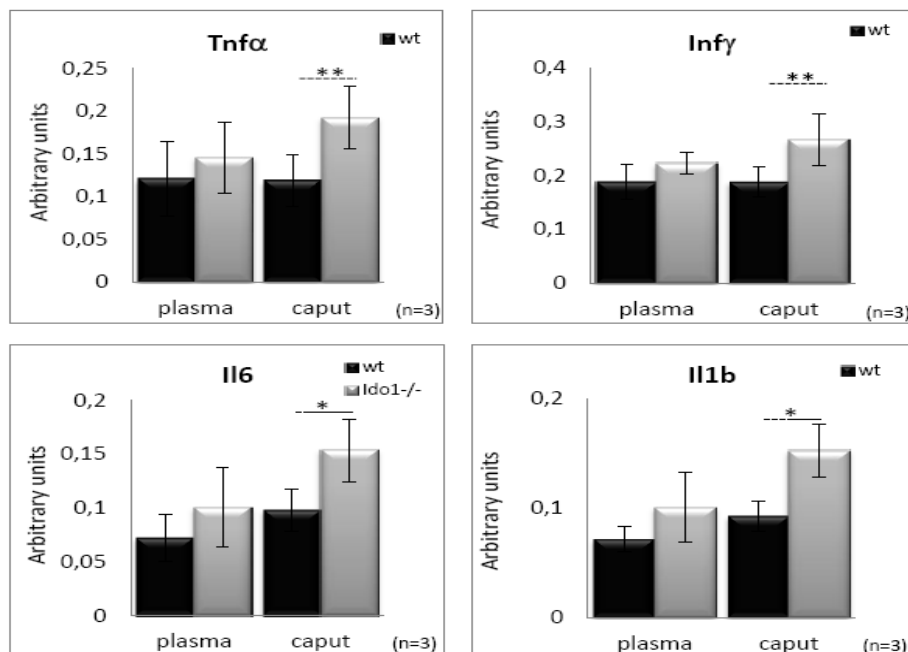 Tnfα
wt
Arbitrary units
0,25
0,2
0,15
0,1
0,05
0
**
plasma
caput
(n=3)
Infγ
wt
Arbitrary units
0,4
0,3
0,2
0,1
0
**
plasma
caput
(n=3)
Il6
wt
Ido1-/-
Arbitrary units
0,2
0,15
0,1
0,05
0
*
plasma
caput
(n=3)
Il1b
wt
Arbitrary units
0,2
0,1
0
*
plasma
caput
(n=3)